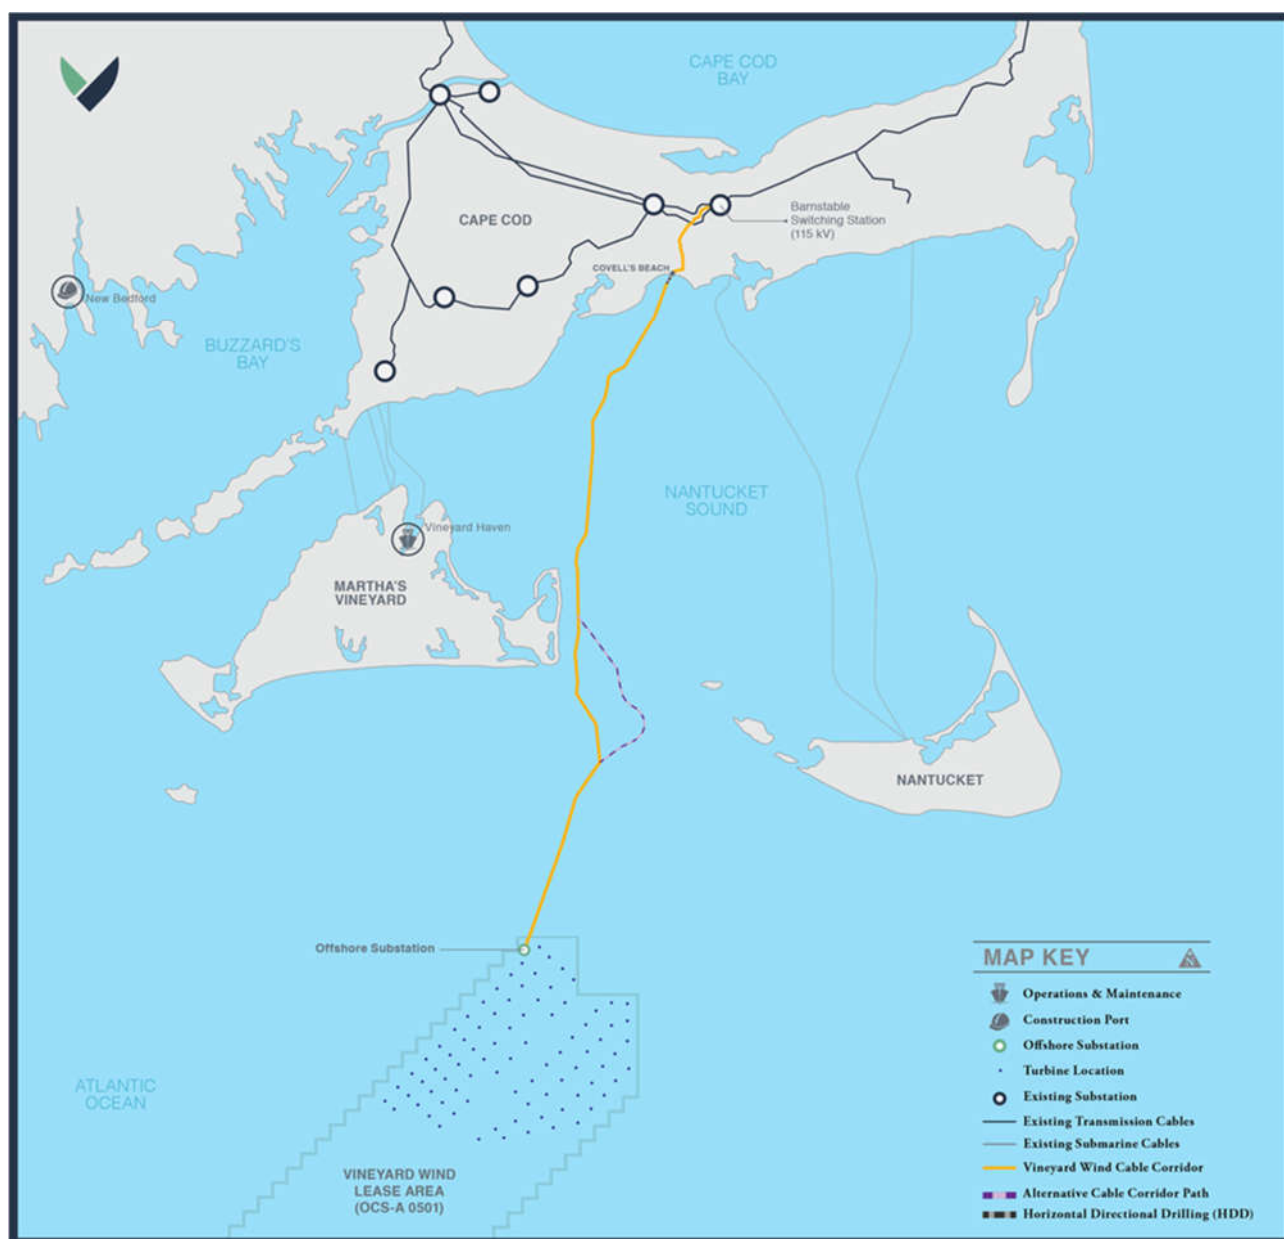 CAPE COD
BAY
CAPE COD
Barnstable
Switching Station
(115 kV)
COVELL'S BEACH
New Bedford
BUZZARD'S
BAY
NANTUCKET
SOUND
Vineyard Haven
MARTHA'S
VINEYARD
NANTUCKET
Offshore Substation
ATLANTIC
OCEAN
VINEYARD WIND
LEASE AREA
(OCS-A 0501)
MAP KEY
N
Operations & Maintenance
Construction Port
Offshore Substation
Turbine Location
Existing Substation
Existing Transmission Cables
Existing Submarine Cables
Vineyard Wind Cable Corridor
Alternative Cable Corridor Path
Horizontal Directional Drilling (HDD)